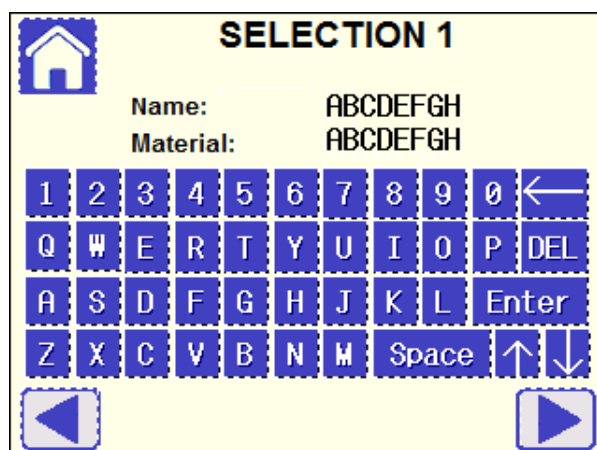 SELECTION 1
Name: ABCDEFGH
Material: ABCDEFGH
1 2 3 4 5 6 7 8 9 0 ←
Q W E R T Y U I O P DEL
A S D F G H J K L Enter
Z X C V B N M Space ↑ ↓